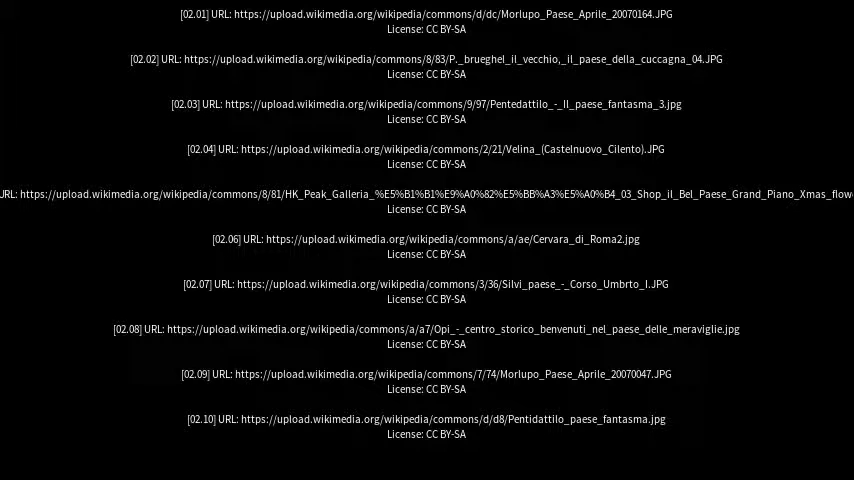 [02.01] URL: https://upload.wikimedia.org/wikipedia/commons/d/dc/Morlupo_Paese_Aprile_20070164.JPG
License: CC BY-SA
[02.02] URL: https://upload.wikimedia.org/wikipedia/commons/8/83/P._brueghel_il_vecchio,_il_paese_della_cuccagna_04.JPG
License: CC BY-SA
[02.03] URL: https://upload.wikimedia.org/wikipedia/commons/9/97/Pentedattilo_-_Il_paese_fantasma_3.jpg
License: CC BY-SA
[02.04] URL: https://upload.wikimedia.org/wikipedia/commons/2/21/Velina_(Castelnuovo_Cilento).JPG
License: CC BY-SA
URL: https://upload.wikimedia.org/wikipedia/commons/8/81/HK_Peak_Galleria_%E5%B1%B1%E9%A0%82%E5%BB%A3%E5%A0%B4_03_Shop_il_Bel_Paese_Grand_Piano_Xmas_flow
License: CC BY-SA
[02.06] URL: https://upload.wikimedia.org/wikipedia/commons/a/ae/Cervara_di_Roma2.jpg
License: CC BY-SA
[02.07] URL: https://upload.wikimedia.org/wikipedia/commons/3/36/Silvi_paese_-_Corso_Umbrto_I.JPG
License: CC BY-SA
[02.08] URL: https://upload.wikimedia.org/wikipedia/commons/a/a7/Opi_-_centro_storico_benvenuti_nel_paese_delle_meraviglie.jpg
License: CC BY-SA
[02.09] URL: https://upload.wikimedia.org/wikipedia/commons/7/74/Morlupo_Paese_Aprile_20070047.JPG
License: CC BY-SA
[02.10] URL: https://upload.wikimedia.org/wikipedia/commons/d/d8/Pentidattilo_paese_fantasma.jpg
License: CC BY-SA